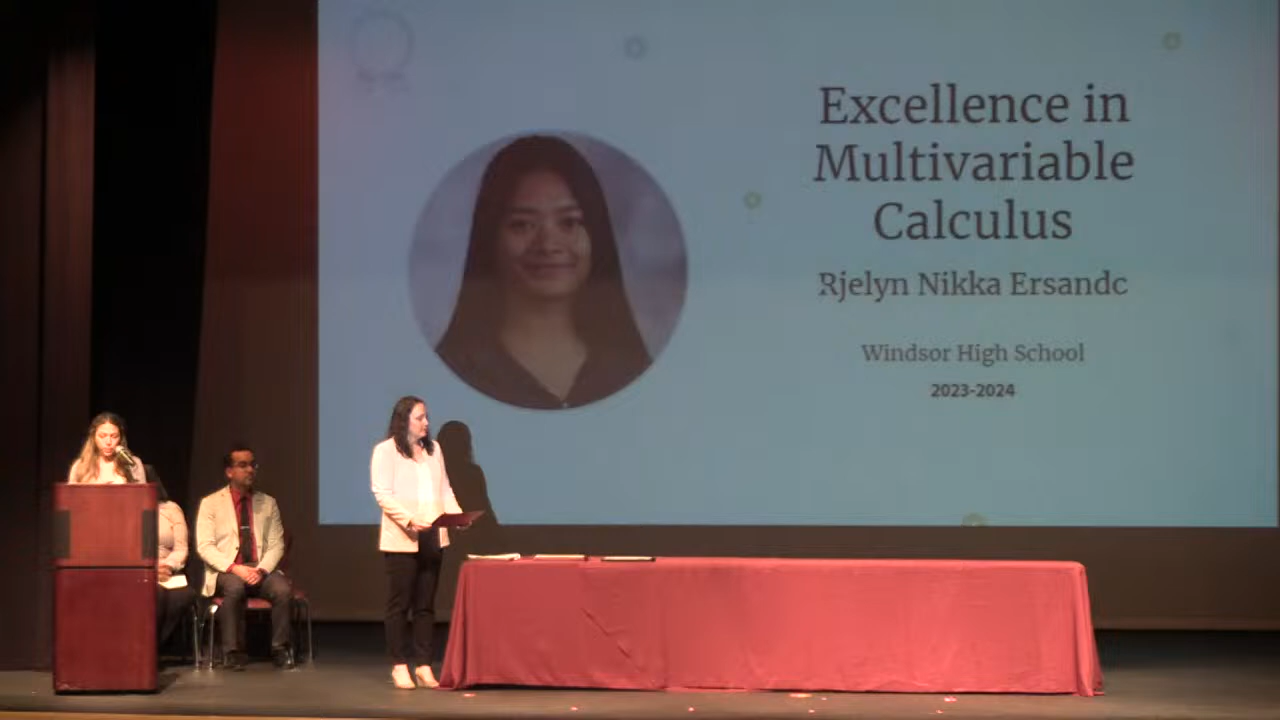 Excellence in
Multivariable
Calculus
Rjelyn Nikka Ersandc
Windsor High School
2023-2024